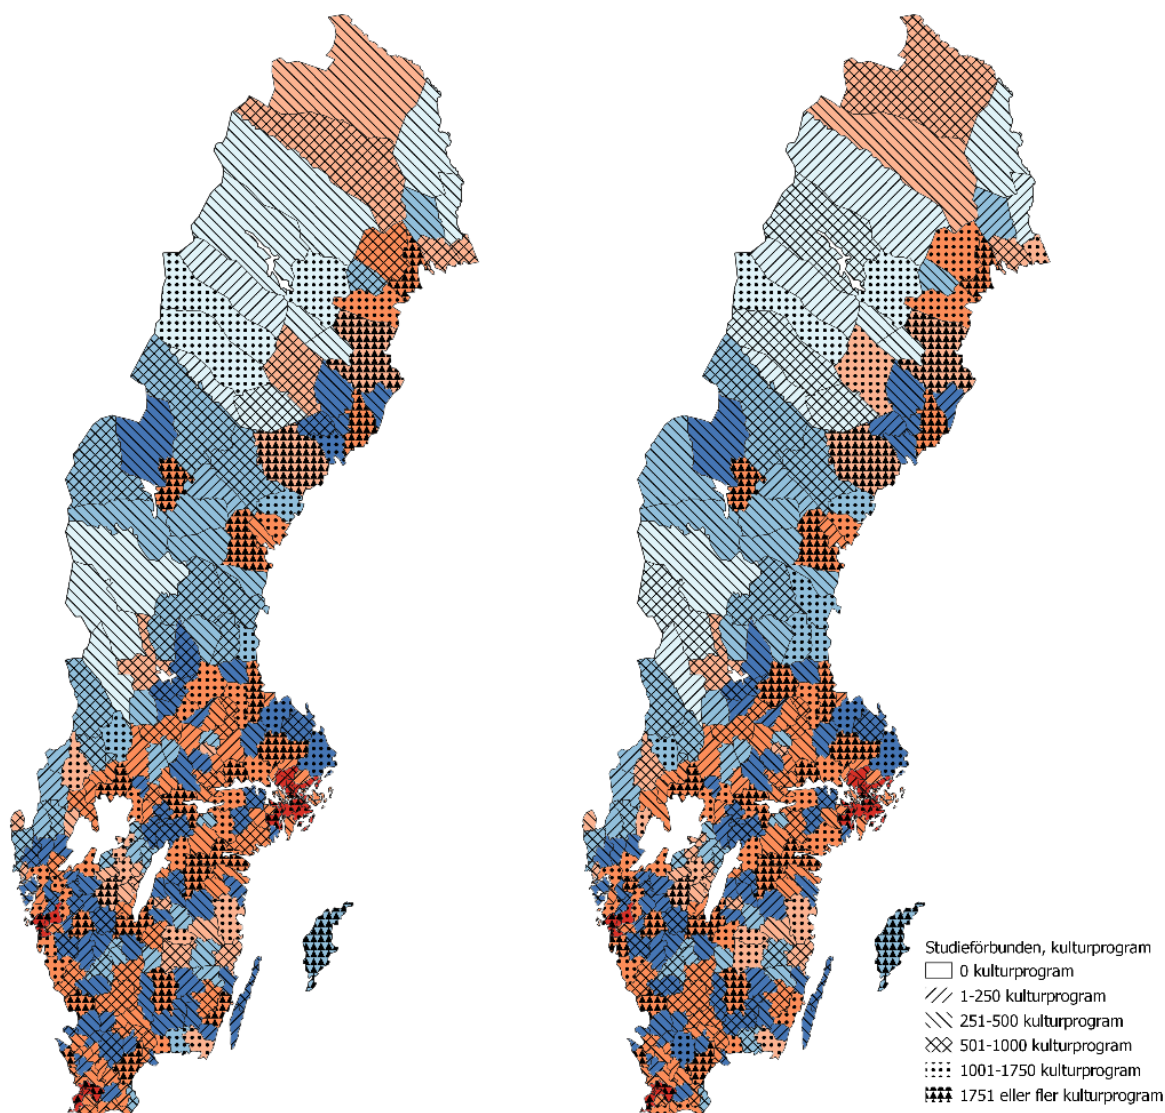 Studieförbunden, kulturprogram
0 kulturprogram
1-250 kulturprogram
251-500 kulturprogram
501-1000 kulturprogram
1001-1750 kulturprogram
1751 eller fler kulturprogram